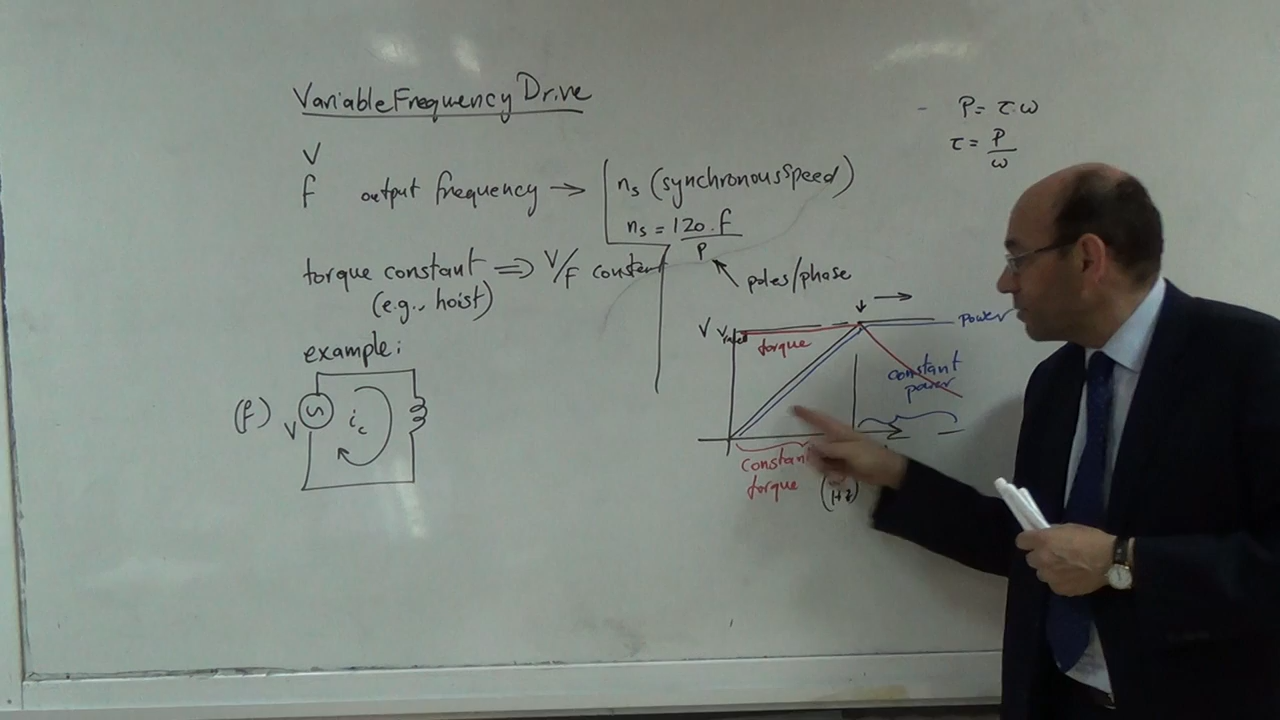 Variable Frequency Drive
V
f output frequency → ns (synchronous speed)
ns = 120.f
P
poles/phase
torque constant ⇒ V/F constant
(e.g., hoist)
example:
(f) V ic
- P = τ.ω
τ = P
ω
V Vrated torque
power
constant
power
constant
torque
(Hz)